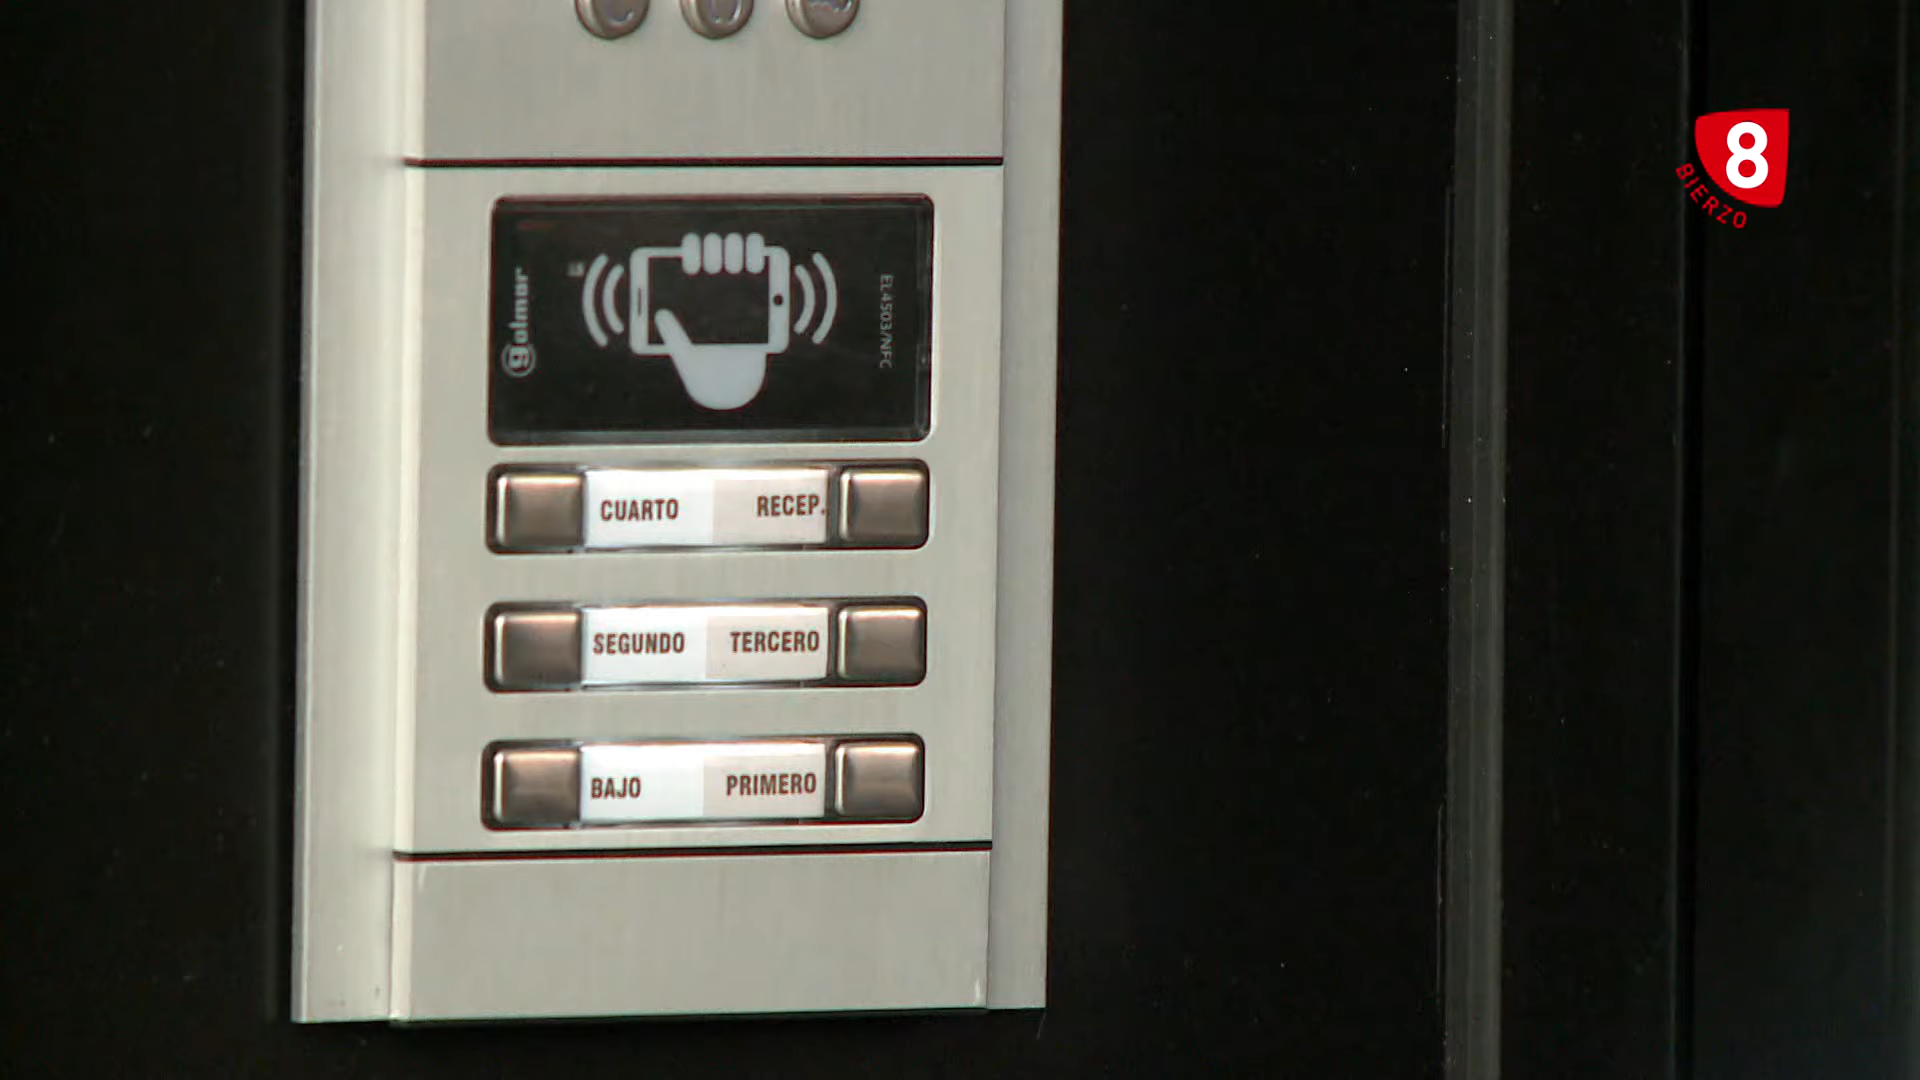 8
BIERZO
golmar
EL4503/NFC
CUARTO RECEP.
SEGUNDO TERCERO
BAJO PRIMERO